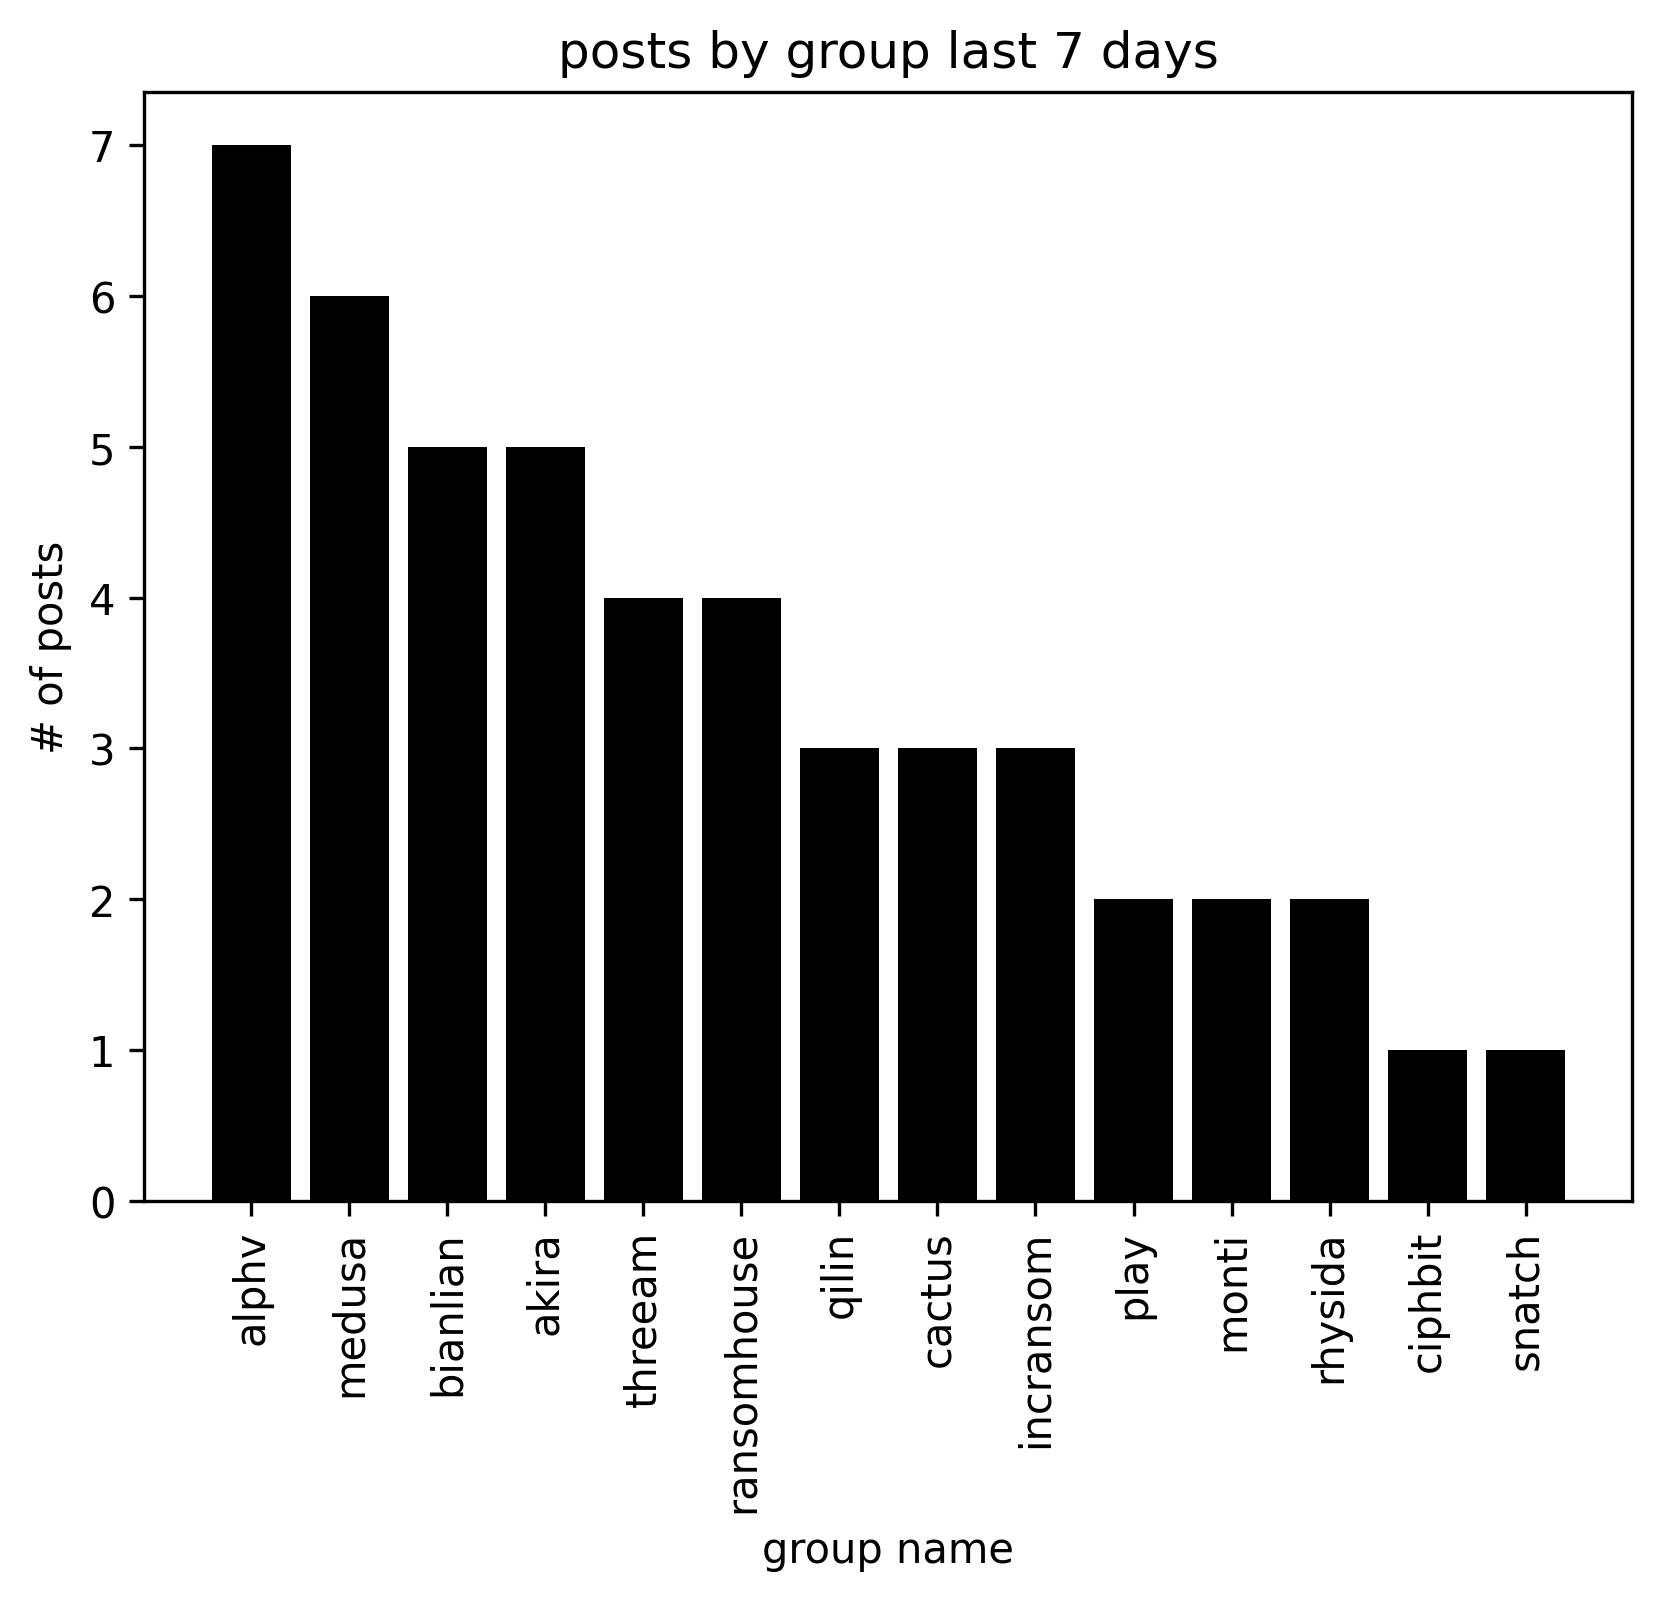 posts by group last 7 days
# of posts
7
6
5
4
3
2
1
0
alphv
medusa
bianlian
akira
threeam
ransomhouse
qilin
cactus
incransom
play
monti
rhysida
ciphbit
snatch
group name